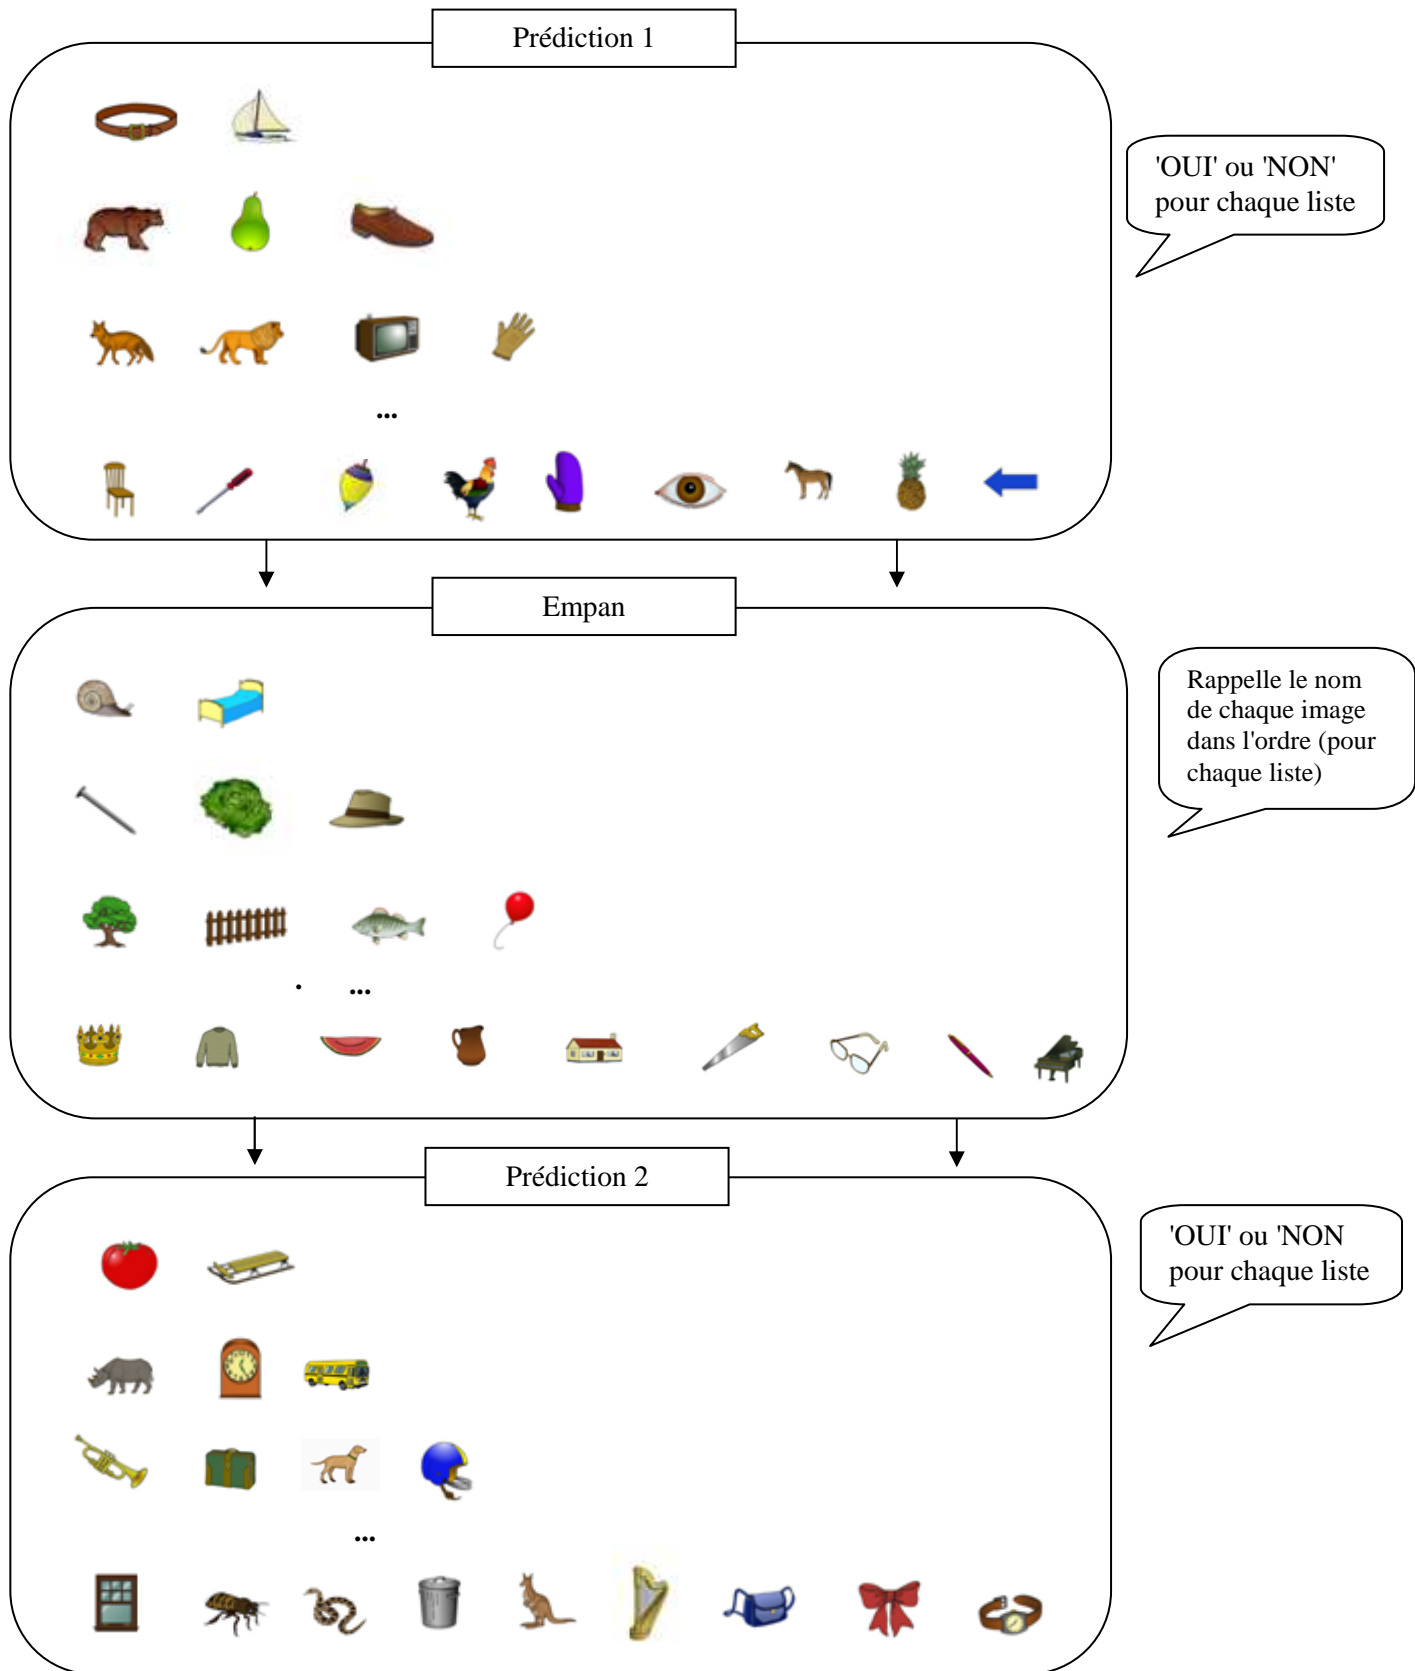 Prédiction 1
'OUI' ou 'NON'
pour chaque liste
...
Empan
Rappelle le nom
de chaque image
dans l'ordre (pour
chaque liste)
. ...
Prédiction 2
'OUI' ou 'NON
pour chaque liste
...